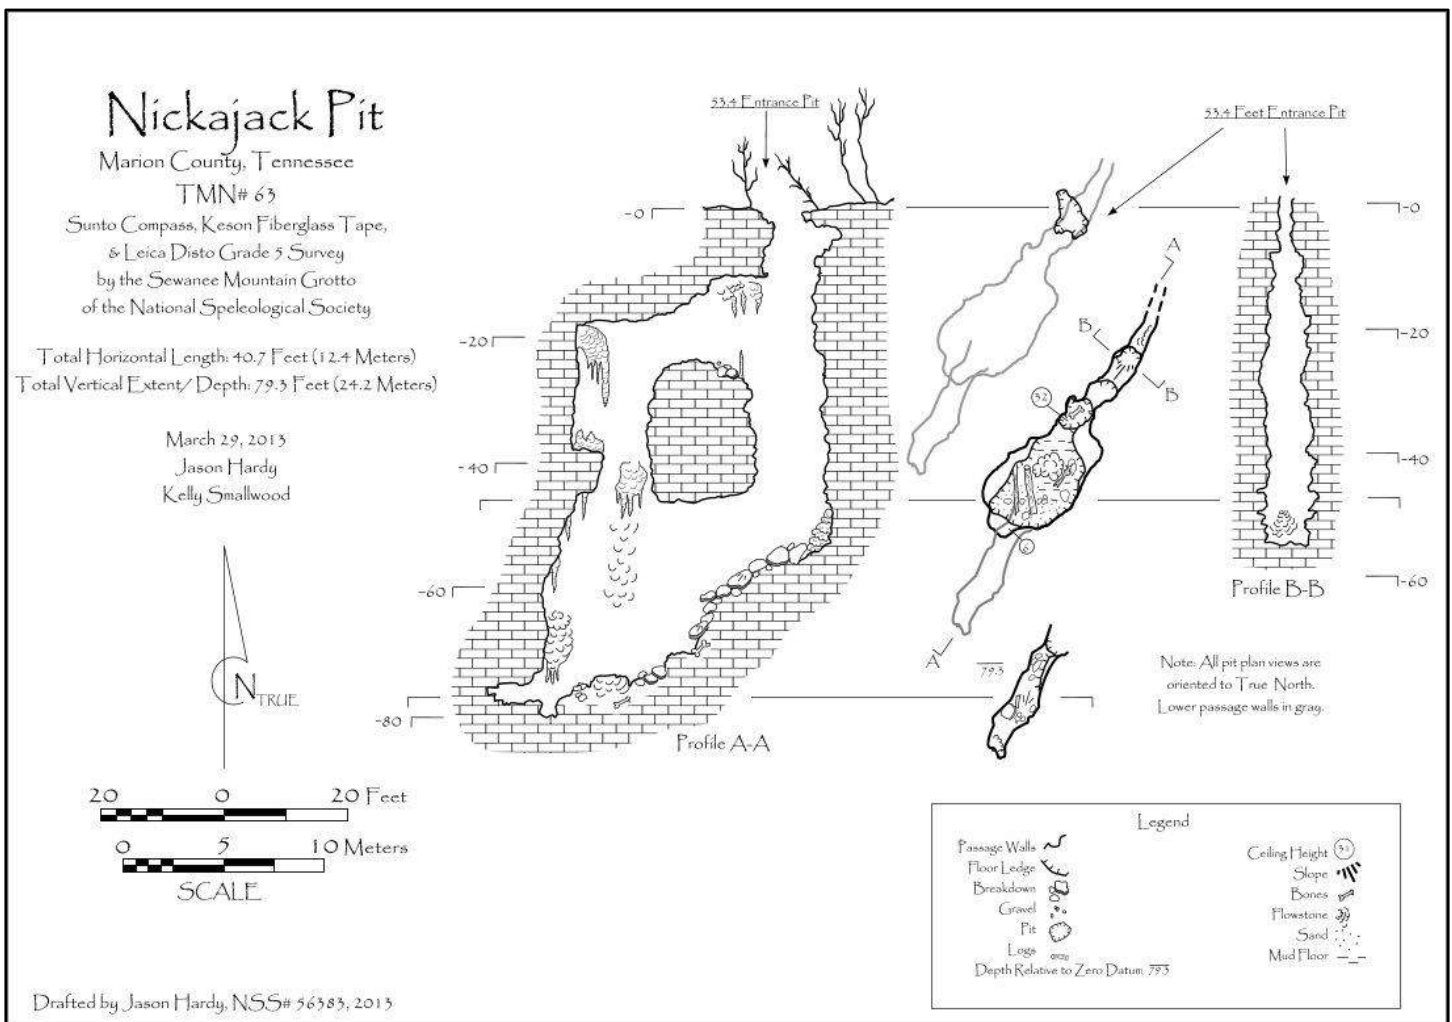 Nickajack Pit
Marion County, Tennessee
TMN# 63
Sunto Compass, Keson Fiberglass Tape,
& Leica Disto Grade 5 Survey
by the Sewanee Mountain Grotto
of the National Speleological Society
Total Horizontal Length: 40.7 Feet (12.4 Meters)
Total Vertical Extent/ Depth: 79.3 Feet (24.2 Meters)
March 29, 2013
Jason Hardy
Kelly Smallwood
N TRUE
20 0 20 Feet
0 5 10 Meters
SCALE
Drafted by Jason Hardy, NSS# 56383, 2013
53.4 Entrance Pit
-0
-20
-40
-60
-80
Profile A-A
53.4 Feet Entrance Pit
A
B
B
32
6
A
79.3
-0
-20
-40
-60
Profile B-B
Note: All pit plan views are
oriented to True North.
Lower passage walls in gray.
Legend
Passage Walls
Floor Ledge
Breakdown
Gravel
Pit
Logs
Depth Relative to Zero Datum: 79.3
Ceiling Height 31
Slope
Bones
Flowstone
Sand
Mud Floor